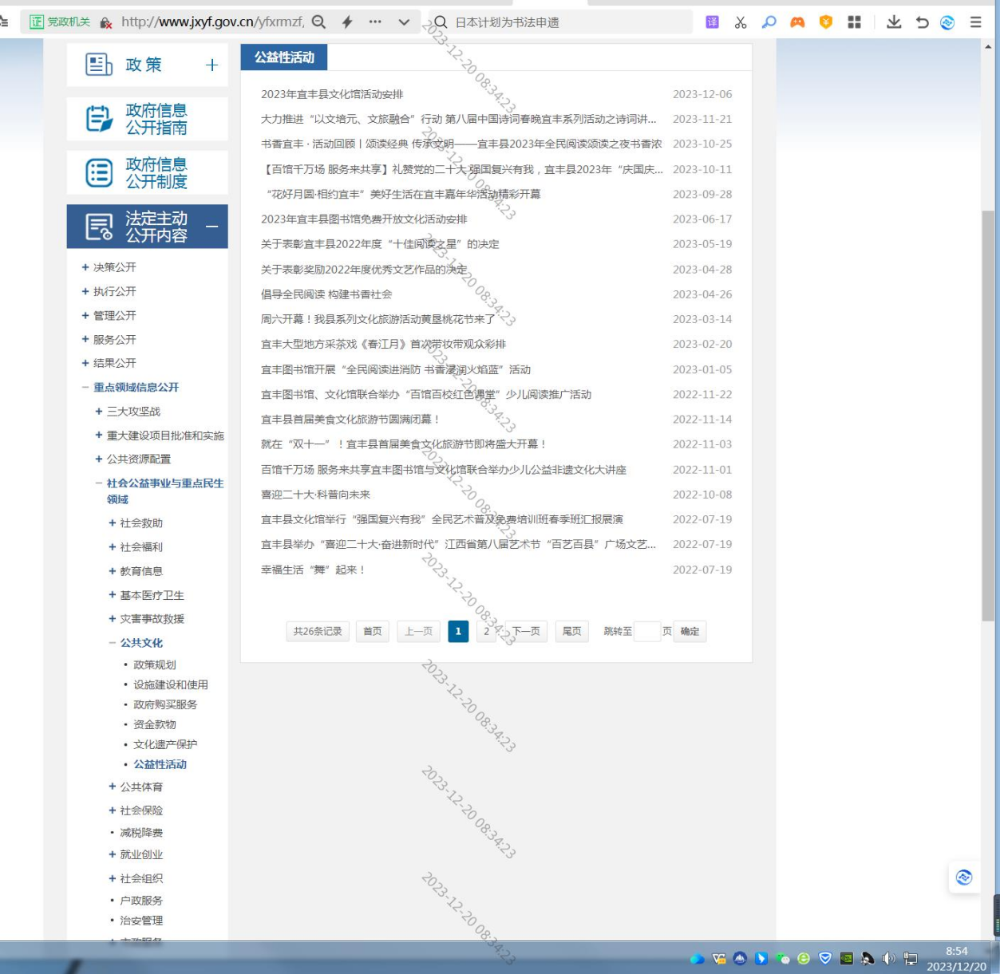 证 党政机关 http://www.jxyf.gov.cn/yfxrmzf, 日本计划为书法申遗 译
政 策
政府信息
公开指南
政府信息
公开制度
法定主动
公开内容
+ 决策公开
+ 执行公开
+ 管理公开
+ 服务公开
+ 结果公开
一 重点领域信息公开
+ 三大攻坚战
+ 重大建设项目批准和实施
+ 公共资源配置
一 社会公益事业与重点民生
领域
+ 社会救助
+ 社会福利
+ 教育信息
+ 基本医疗卫生
+ 灾害事故救援
一 公共文化
• 政策规划
• 设施建设和使用
• 政府购买服务
• 资金款物
• 文化遗产保护
• 公益性活动
+ 公共体育
+ 社会保险
• 减税降费
+ 就业创业
+ 社会组织
• 户政服务
• 治安管理
公益性活动
2023年宜丰县文化馆活动安排 2023-12-06
大力推进“以文培元、文旅融合”行动 第八届中国诗词春晚宜丰系列活动之诗词讲... 2023-11-21
书香宜丰 · 活动回顾丨颂读经典 传承文明——宜丰县2023年全民阅读颂读之夜书香浓 2023-10-25
【百馆千万场 服务来共享】礼赞党的二十大 强国复兴有我，宜丰县2023年“庆国庆... 2023-10-11
“花好月圆·相约宜丰”美好生活在宜丰嘉年华活动精彩开幕 2023-09-28
2023年宜丰县图书馆免费开放文化活动安排 2023-06-17
关于表彰宜丰县2022年度“十佳阅读之星”的决定 2023-05-19
关于表彰奖励2022年度优秀文艺作品的决定 2023-04-28
倡导全民阅读 构建书香社会 2023-04-26
周六开幕！我县系列文化旅游活动黄垦桃花节来了 2023-03-14
宜丰大型地方采茶戏《春江月》首次带妆带观众彩排 2023-02-20
宜丰图书馆开展“全民阅读进消防 书香浸润火焰蓝”活动 2023-01-05
宜丰图书馆、文化馆联合举办“百馆百校红色课堂”少儿阅读推广活动 2022-11-22
宜丰县首届美食文化旅游节圆满闭幕！ 2022-11-14
就在“双十一”！宜丰县首届美食文化旅游节即将盛大开幕！ 2022-11-03
百馆千万场 服务来共享宜丰图书馆与文化馆联合举办少儿公益非遗文化大讲座 2022-11-01
喜迎二十大·科普向未来 2022-10-08
宜丰县文化馆举行“强国复兴有我”全民艺术普及免费培训班春季班汇报展演 2022-07-19
宜丰县举办“喜迎二十大·奋进新时代”江西省第八届艺术节“百艺百县”广场文艺... 2022-07-19
幸福生活“舞”起来！ 2022-07-19
共26条记录 首页 上一页 1 2 下一页 尾页 跳转至 页 确定
2023-12-20 08:34:23
2023-12-20 08:34:23
2023-12-20 08:34:23
2023-12-20 08:34:23
2023-12-20 08:34:23
2023-12-20 08:34:23
2023-12-20 08:34:23
2023-12-20 08:34:23
2023-12-20 08:34:23
8:54
2023/12/20